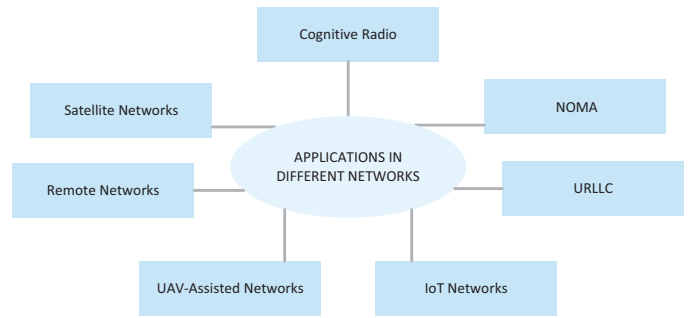 Cognitive Radio
Satellite Networks
NOMA
APPLICATIONS IN
DIFFERENT NETWORKS
Remote Networks
URLLC
UAV-Assisted Networks
IoT Networks